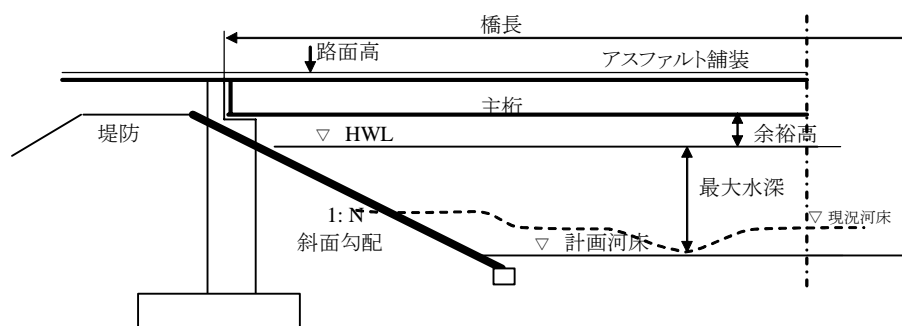 橋長
路面高
アスファルト舗装
主桁
堤防
▽ HWL
余裕高
最大水深
1: N
斜面勾配
▽ 現況河床
▽ 計画河床